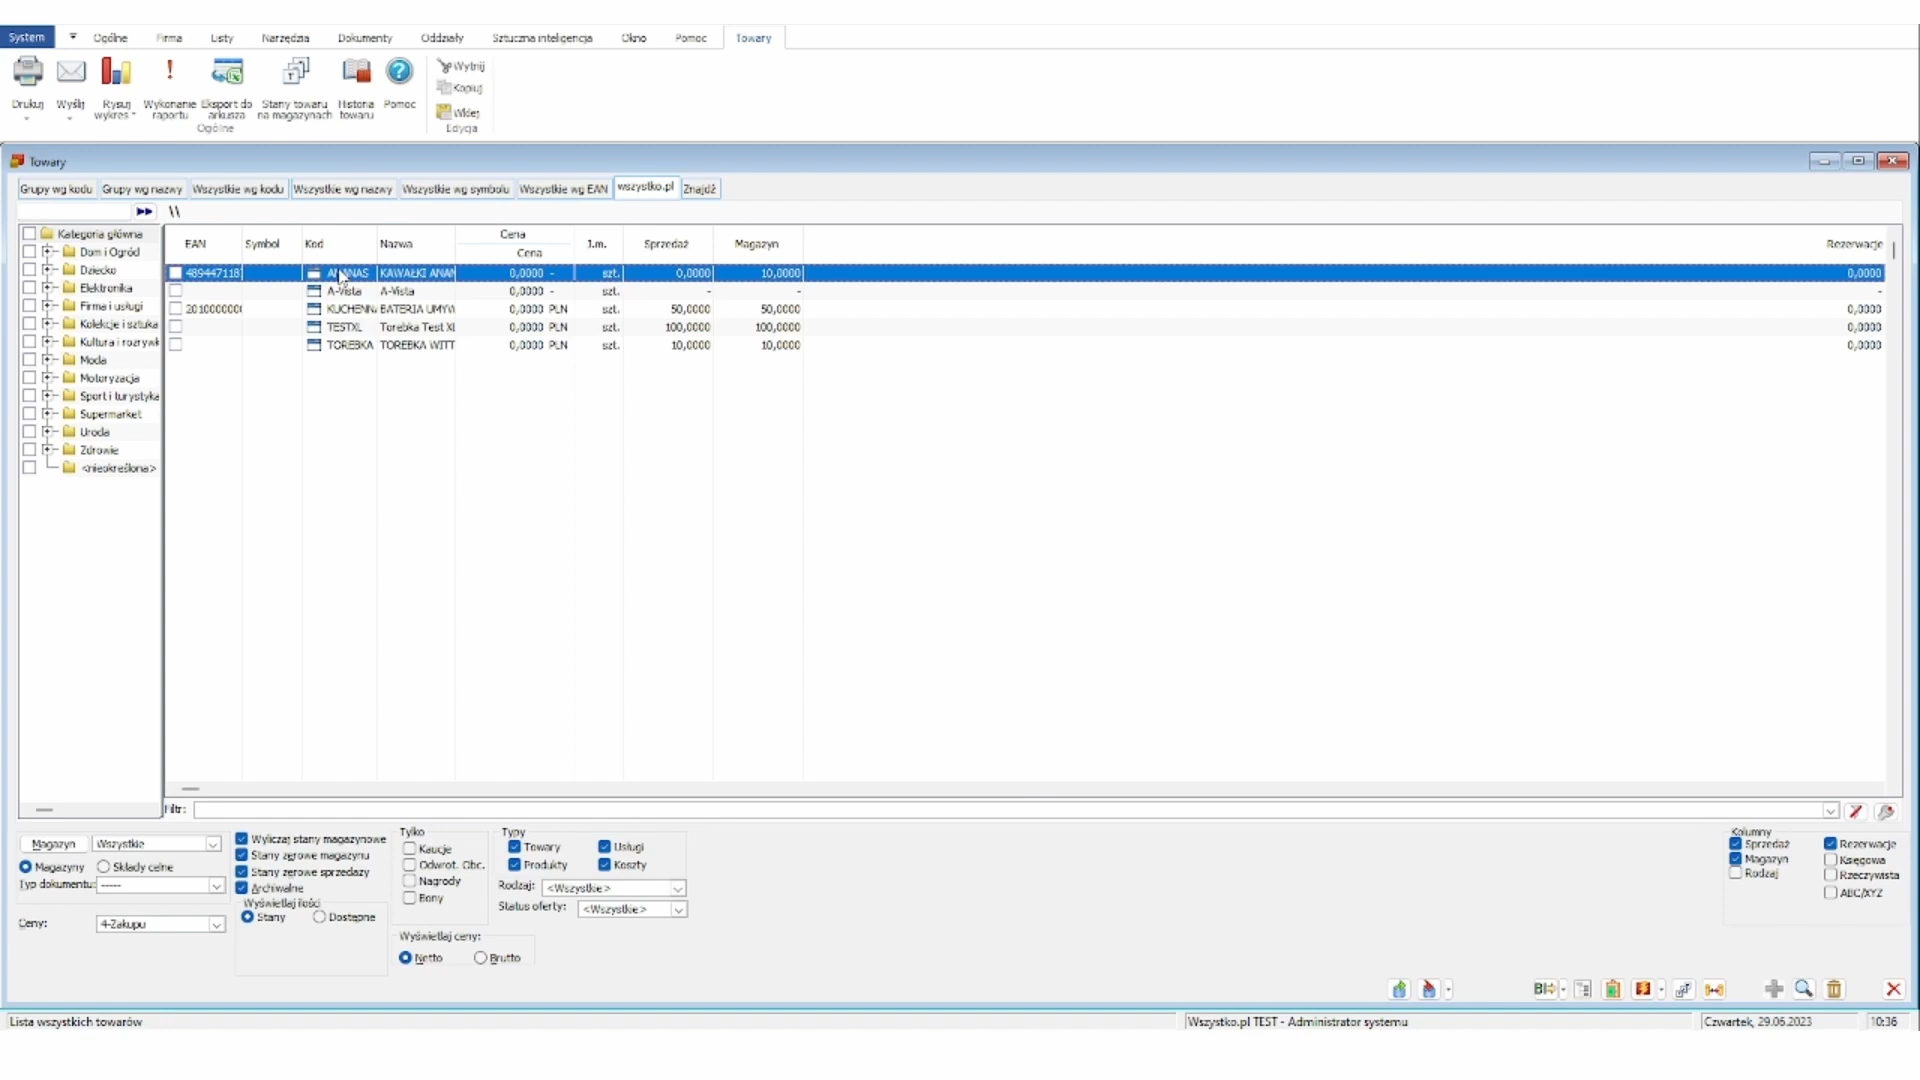 System Ogólne Firma Listy Narzędzia Dokumenty Oddziały Sztuczna inteligencja Okno Pomoc Towary
Drukuj Wyślij Rysuj wykres Wykonanie raportu Eksport do arkusza Stany towaru na magazynach Historia towaru Pomoc
Wytnij
Kopiuj
Wklej
Ogólne Edycja
Towary
Grupy wg kodu Grupy wg nazwy Wszystkie wg kodu Wszystkie wg nazwy Wszystkie wg symbolu Wszystkie wg EAN wszystko.pl Znajdź
\\
Kategoria główna
Dom i Ogród
Dziecko
Elektronika
Firma i usługi
Kolekcje i sztuka
Kultura i rozrywk
Moda
Motoryzacja
Sport i turystyka
Supermarket
Uroda
Zdrowie
<nieokreślona>
EAN Symbol Kod Nazwa Cena J.m. Sprzedaż Magazyn Rezerwacje
Cena
489447118 ANANAS KAWAŁKI ANAN 0,0000 - szt. 0,0000 10,0000 0,0000
A-Vista A-Vista 0,0000 - szt. - - -
2010000000 KUCHENN BATERIA UMYW 0,0000 PLN szt. 50,0000 50,0000 0,0000
TESTXL Torebka Test XL 0,0000 PLN szt. 100,0000 100,0000 0,0000
TOREBKA TOREBKA WITT 0,0000 PLN szt. 10,0000 10,0000 0,0000
Filtr:
Magazyn Wszystkie
Magazyny Składy celne
Typ dokumentu: -----
Ceny: 4-Zakupu
Wyliczaj stany magazynowe
Stany zerowe magazynu
Stany zerowe sprzedaży
Archiwalne
Wyświetlaj ilości
Stany Dostępne
Tylko
Kaucje
Odwrot. Obc.
Nagrody
Bony
Typy
Towary Usługi
Produkty Koszty
Rodzaj: <Wszystkie>
Status oferty: <Wszystkie>
Wyświetlaj ceny:
Netto Brutto
Kolumny
Sprzedaż Rezerwacje
Magazyn Księgowa
Rodzaj Rzeczywista
ABC/XYZ
BI
Lista wszystkich towarów Wszystko.pl TEST - Administrator systemu Czwartek, 29.06.2023 10:36